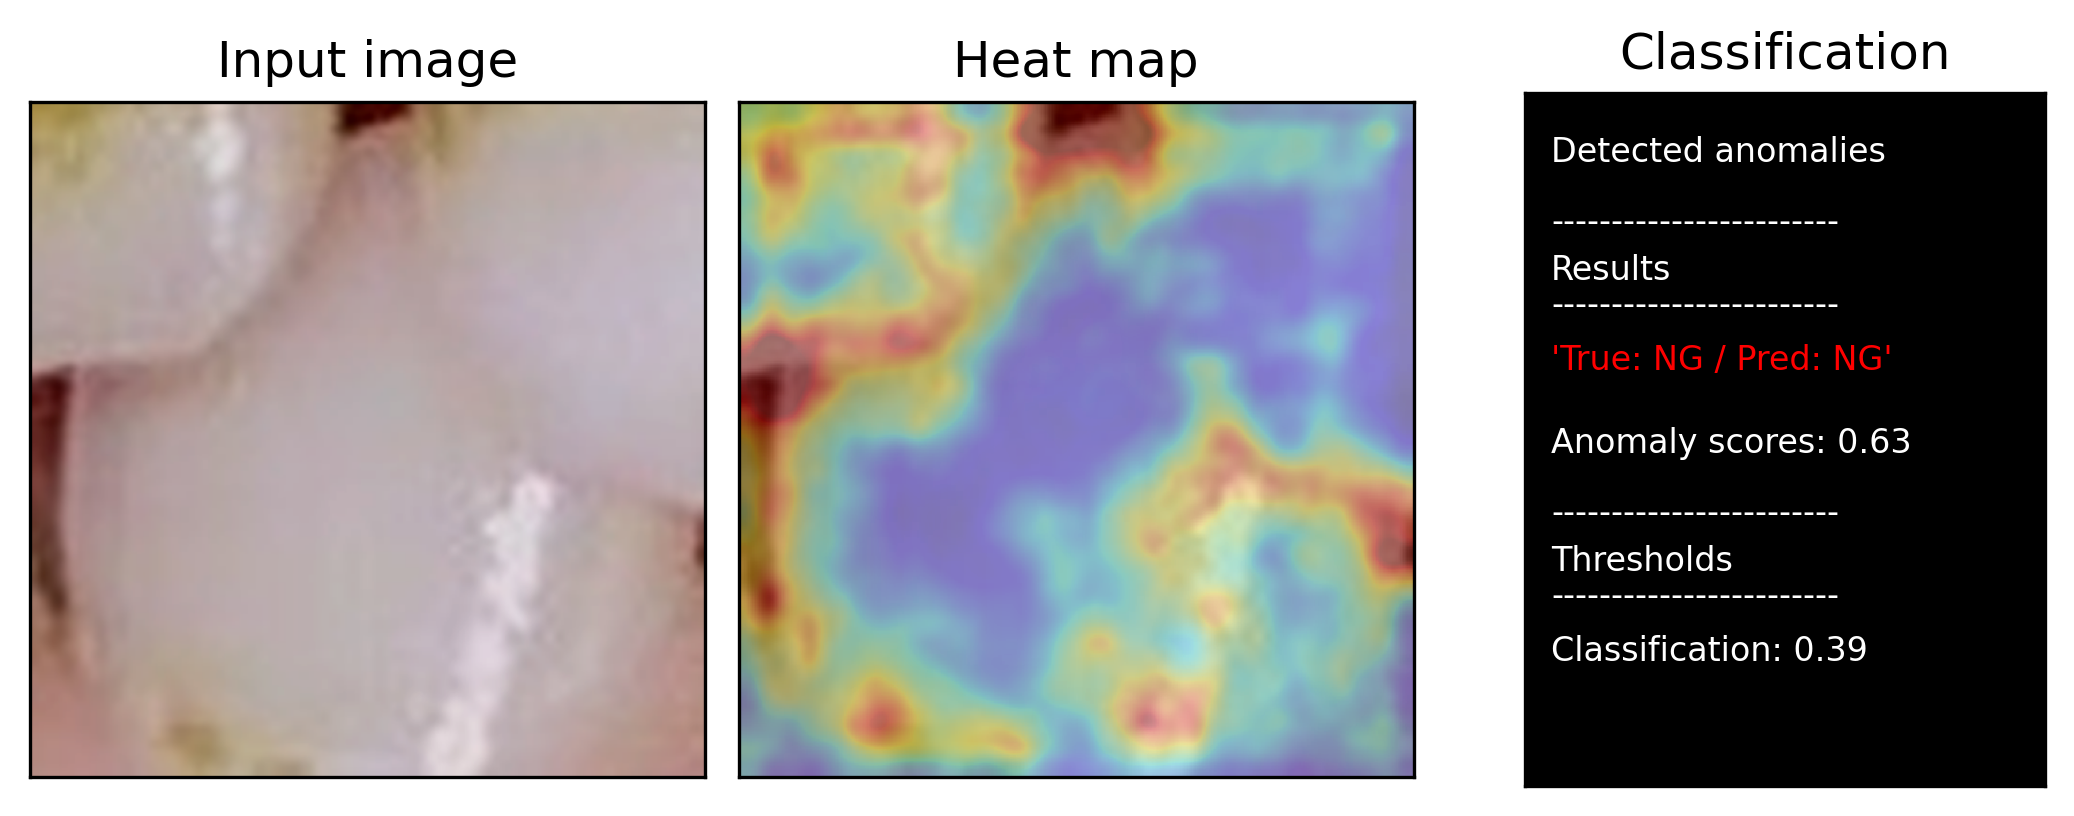 Input image
Heat map
Classification
Detected anomalies
------------------------
Results
------------------------
'True: NG / Pred: NG'
Anomaly scores: 0.63
------------------------
Thresholds
------------------------
Classification: 0.39